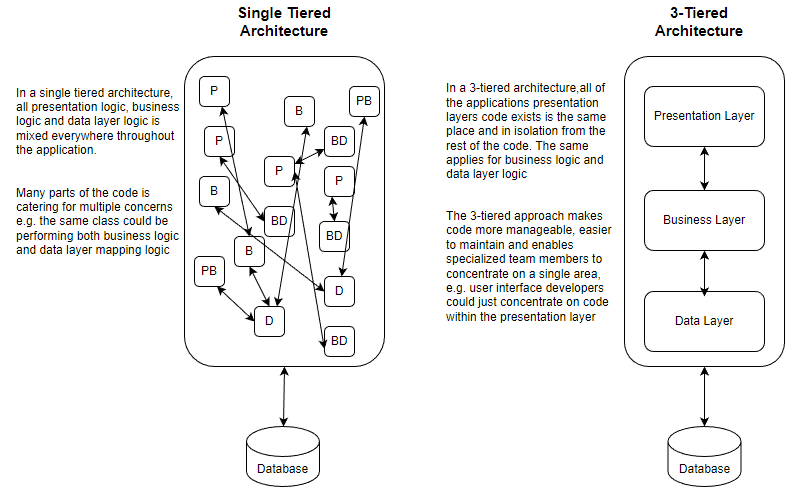 Single Tiered
Architecture
In a single tiered architecture,
all presentation logic, business
logic and data layer logic is
mixed everywhere throughout
the application.
Many parts of the code is
catering for multiple concerns
e.g. the same class could be
performing both business logic
and data layer mapping logic
P
B
PB
P
BD
P
P
B
BD
BD
B
PB
D
D
BD
Database
3-Tiered
Architecture
In a 3-tiered architecture,all of
the applications presentation
layers code exists is the same
place and in isolation from the
rest of the code. The same
applies for business logic and
data layer logic
The 3-tiered approach makes
code more manageable, easier
to maintain and enables
specialized team members to
concentrate on a single area,
e.g. user interface developers
could just concentrate on code
within the presentation layer
Presentation Layer
Business Layer
Data Layer
Database